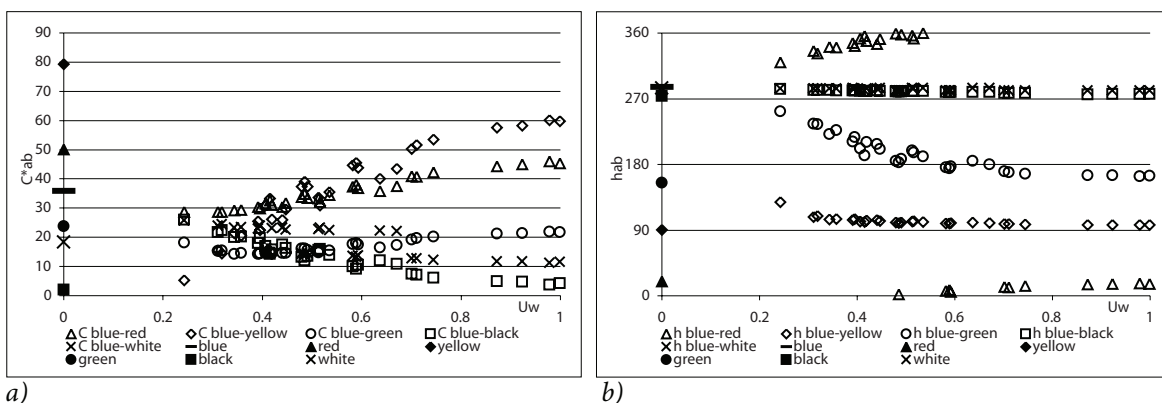 90
80
70
60
50
40
30
20
10
0
C*ab
0 0.2 0.4 0.6 0.8 1
Uw
C blue-red C blue-yellow C blue-green C blue-black
C blue-white blue red yellow
green black white
a)
360
270
180
90
0
hab
0 0.2 0.4 0.6 0.8 1
Uw
h blue-red h blue-yellow h blue-green h blue-black
h blue-white blue red yellow
green black white
b)